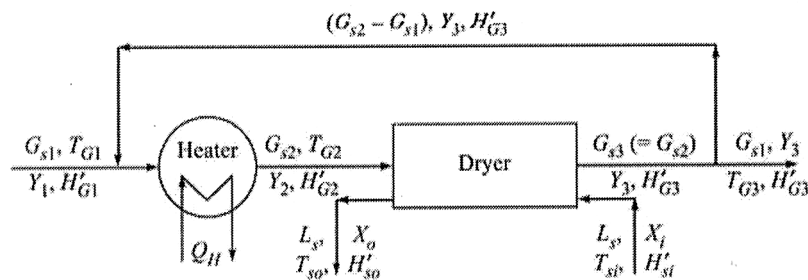 (G_{s2} – G_{s1}), Y_3, H'_{G3}
G_{s1}, T_{G1}
Y_1, H'_{G1}
Heater
Q_H
G_{s2}, T_{G2}
Y_2, H'_{G2}
Dryer
G_{s3} (= G_{s2})
Y_3, H'_{G3}
G_{s1}, Y_3
T_{G3}, H'_{G3}
L_s, X_o
T_{so}, H'_{so}
L_s, X_i
T_{si}, H'_{si}